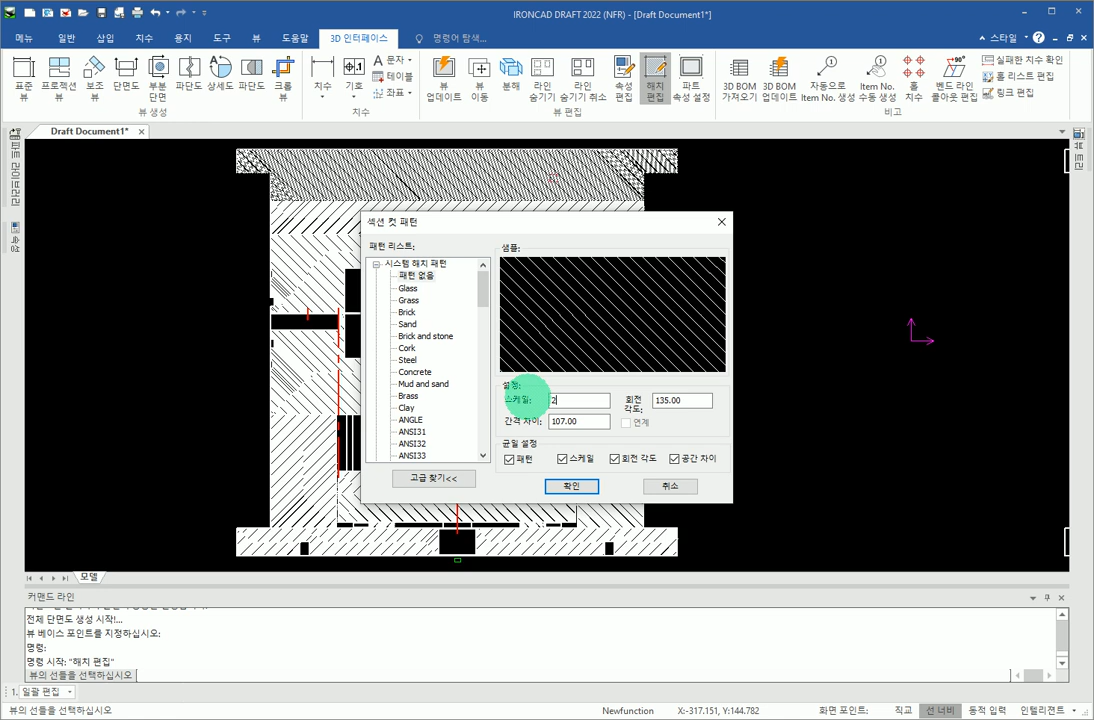 IRONCAD DRAFT 2022 (NFR) - [Draft Document1*]
메뉴 일반 삽입 치수 용지 도구 뷰 도움말 3D 인터페이스 명령어 탐색... 스타일
표준 뷰
프로젝션 뷰
보조 뷰
단면도
부분 단면
파단도
상세도
파단도
크롭 뷰
뷰 생성
치수
기호
문자
테이블
좌표
치수
뷰 업데이트
뷰 이동
분해
라인 숨기기
라인 숨기기 취소
속성 편집
해치 편집
파트 속성 설정
뷰 편집
3D BOM 가져오기
3D BOM 업데이트
자동으로 Item No. 생성
Item No. 수동 생성
홀 치수
벤드 라인 콜아웃 편집
실패한 치수 확인
홀 리스트 편집
링크 편집
비고
Draft Document1*
파트 라이브러리
속성
뷰 트리
섹션 컷 패턴
패턴 리스트:
시스템 해치 패턴
패턴 없음
Glass
Grass
Brick
Sand
Brick and stone
Cork
Steel
Concrete
Mud and sand
Brass
Clay
ANGLE
ANSI31
ANSI32
ANSI33
고급 찾기<<
샘플:
설정:
스케일: 2
회전 각도: 135.00
간격 차이: 107.00
연계
균일 설정
패턴 스케일 회전 각도 공간 차이
확인 취소
모델
커맨드 라인
전체 단면도 생성 시작!...
뷰 베이스 포인트를 지정하십시오:
명령:
명령 시작: "해치 편집"
뷰의 선들을 선택하십시오
1. 일괄 편집
뷰의 선들을 선택하십시오 Newfunction X:-317.151, Y:144.782 화면 포인트: 직교 선 너비 동적 입력 인텔리전트